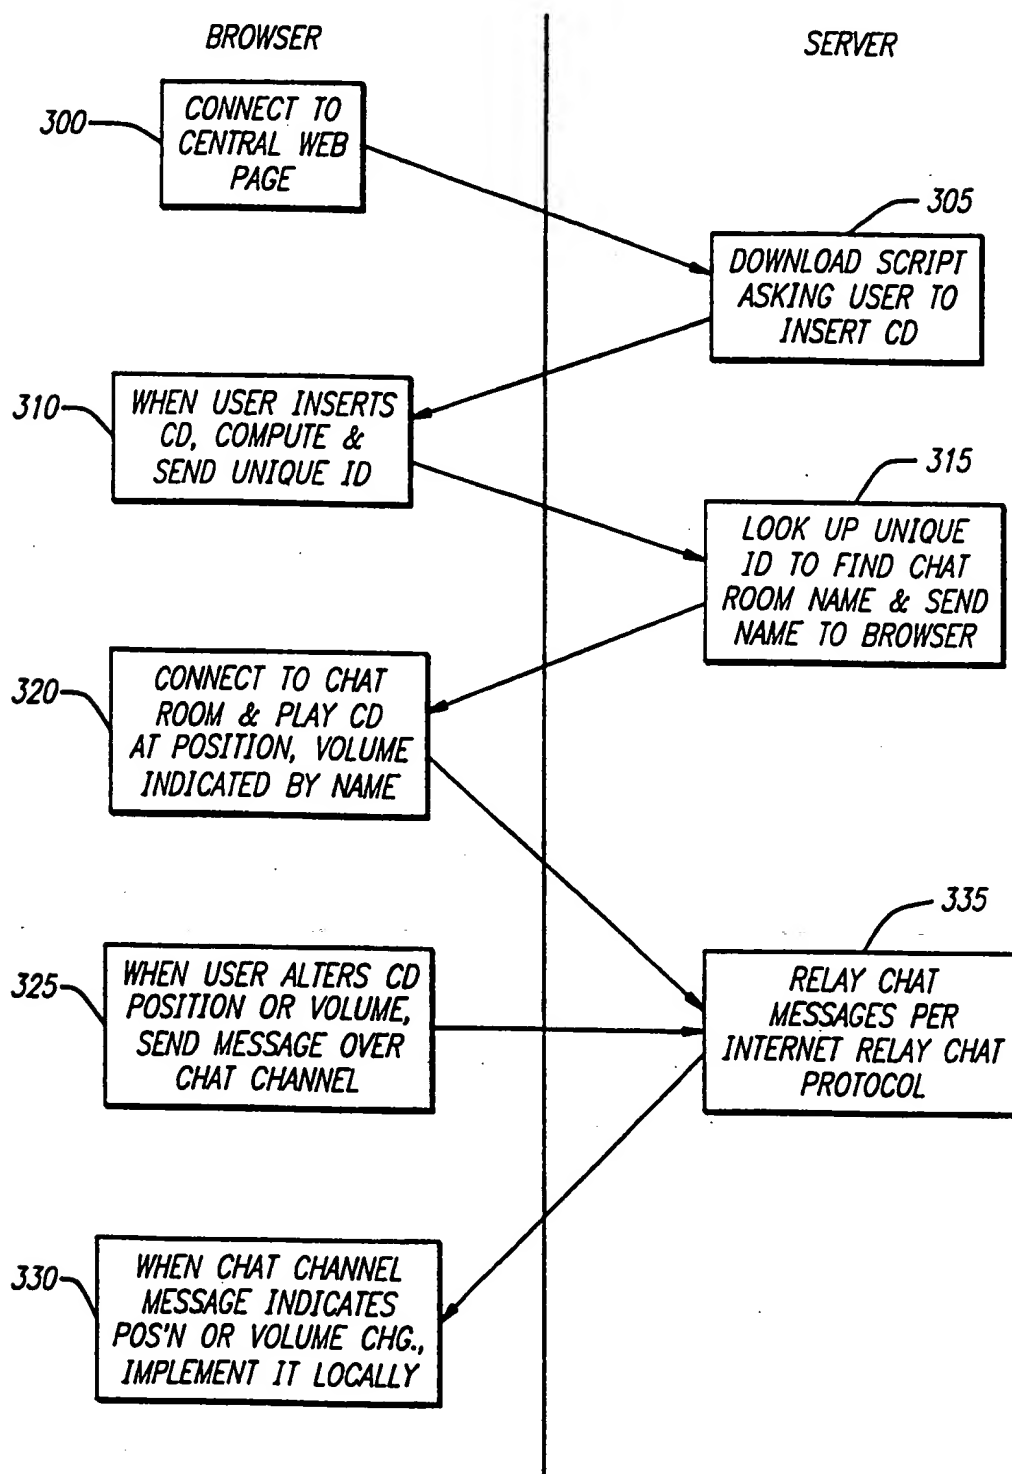 BROWSER
SERVER
300
CONNECT TO
CENTRAL WEB
PAGE
305
DOWNLOAD SCRIPT
ASKING USER TO
INSERT CD
310
WHEN USER INSERTS
CD, COMPUTE &
SEND UNIQUE ID
315
LOOK UP UNIQUE
ID TO FIND CHAT
ROOM NAME & SEND
NAME TO BROWSER
320
CONNECT TO CHAT
ROOM & PLAY CD
AT POSITION, VOLUME
INDICATED BY NAME
335
RELAY CHAT
MESSAGES PER
INTERNET RELAY CHAT
PROTOCOL
325
WHEN USER ALTERS CD
POSITION OR VOLUME,
SEND MESSAGE OVER
CHAT CHANNEL
330
WHEN CHAT CHANNEL
MESSAGE INDICATES
POS'N OR VOLUME CHG.,
IMPLEMENT IT LOCALLY